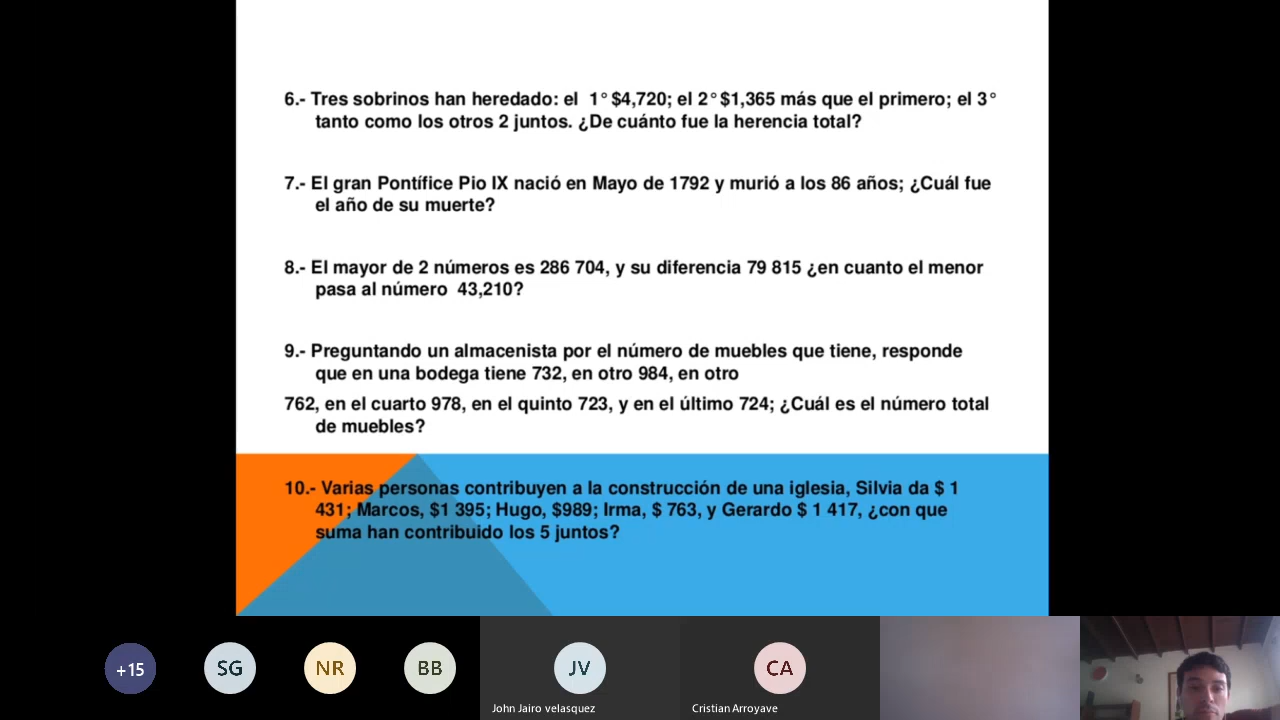 6.- Tres sobrinos han heredado: el 1° $4,720; el 2° $1,365 más que el primero; el 3°
tanto como los otros 2 juntos. ¿De cuánto fue la herencia total?
7.- El gran Pontífice Pio IX nació en Mayo de 1792 y murió a los 86 años; ¿Cuál fue
el año de su muerte?
8.- El mayor de 2 números es 286 704, y su diferencia 79 815 ¿en cuanto el menor
pasa al número 43,210?
9.- Preguntando un almacenista por el número de muebles que tiene, responde
que en una bodega tiene 732, en otro 984, en otro
762, en el cuarto 978, en el quinto 723, y en el último 724; ¿Cuál es el número total
de muebles?
10.- Varias personas contribuyen a la construcción de una iglesia, Silvia da $ 1
431; Marcos, $1 395; Hugo, $989; Irma, $ 763, y Gerardo $ 1 417, ¿con que
suma han contribuido los 5 juntos?
+15
SG
NR
BB
JV
CA
John Jairo velasquez
Cristian Arroyave